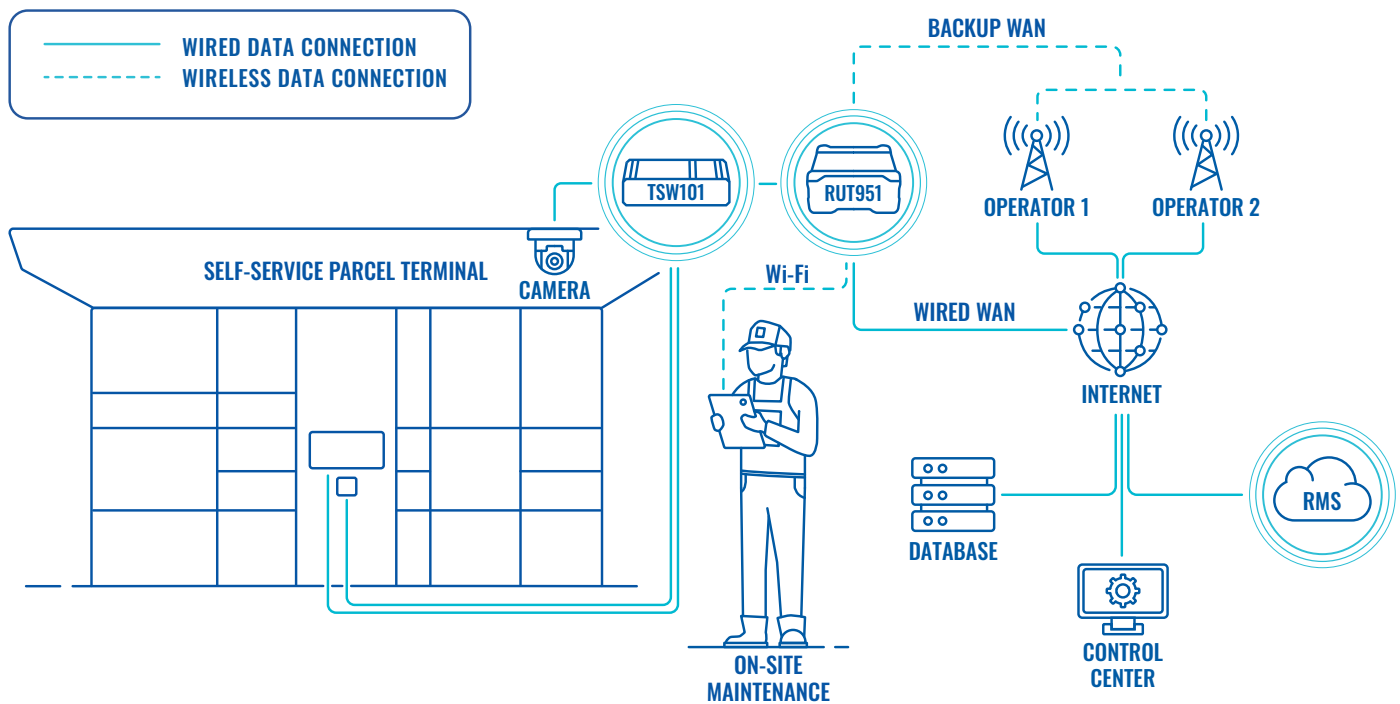 WIRED DATA CONNECTION
WIRELESS DATA CONNECTION
BACKUP WAN
TSW101
RUT951
OPERATOR 1
OPERATOR 2
SELF-SERVICE PARCEL TERMINAL
CAMERA
Wi-Fi
WIRED WAN
INTERNET
RMS
DATABASE
CONTROL
CENTER
ON-SITE
MAINTENANCE